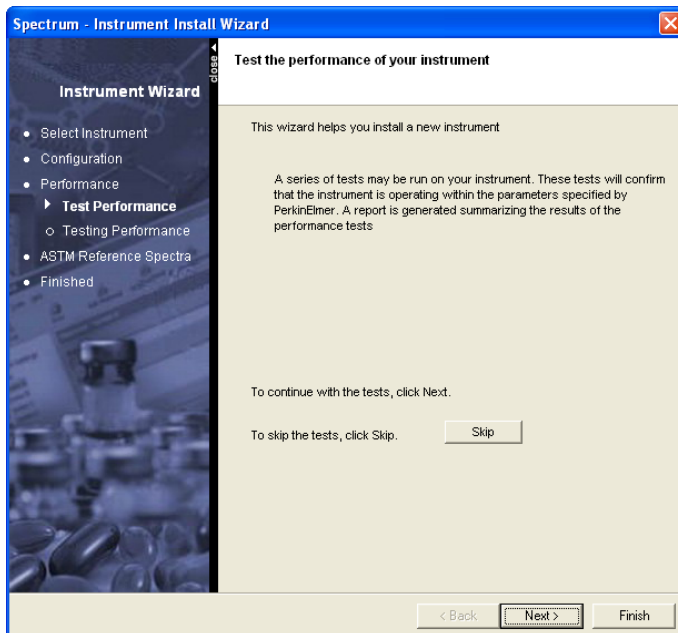 Spectrum - Instrument Install Wizard
close
Instrument Wizard
Select Instrument
Configuration
Performance
Test Performance
Testing Performance
ASTM Reference Spectra
Finished
Test the performance of your instrument
This wizard helps you install a new instrument
A series of tests may be run on your instrument. These tests will confirm
that the instrument is operating within the parameters specified by
PerkinElmer. A report is generated summarizing the results of the
performance tests
To continue with the tests, click Next.
To skip the tests, click Skip.
Skip
< Back
Next >
Finish